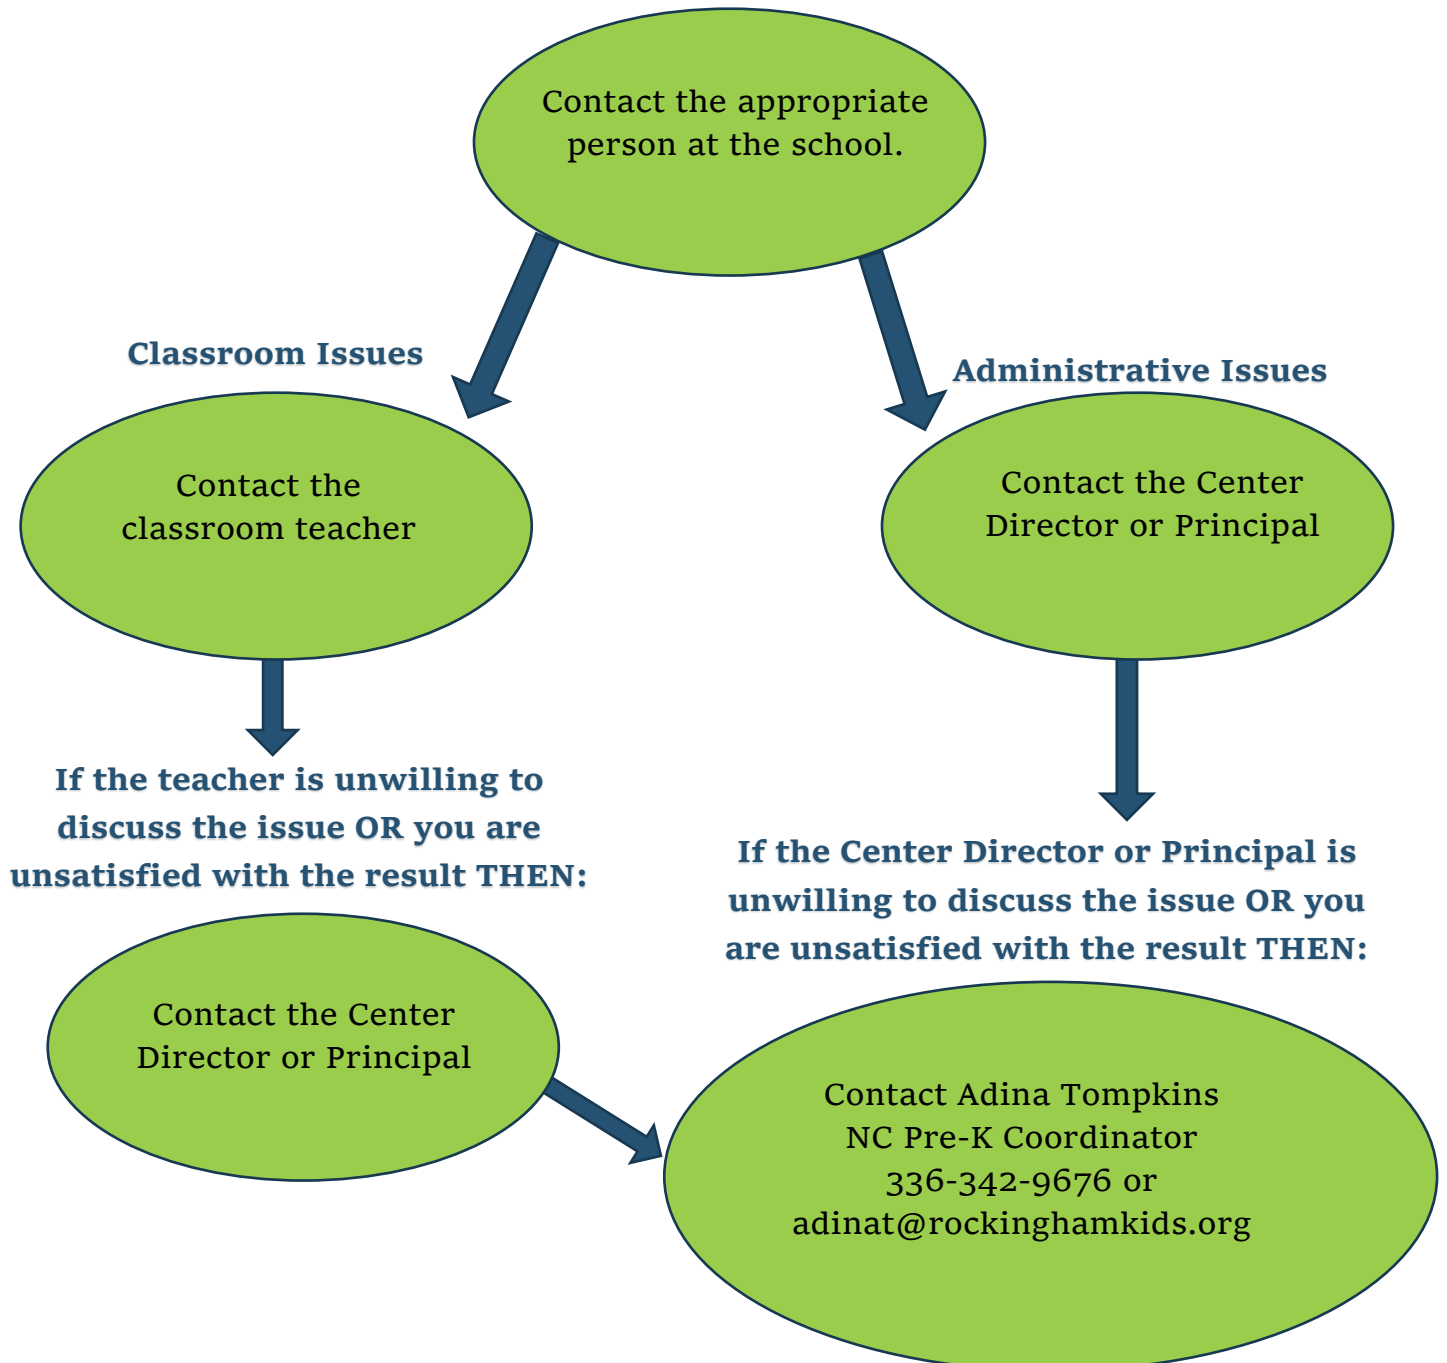 Contact the appropriate
person at the school.
Classroom Issues
Administrative Issues
Contact the
classroom teacher
Contact the Center
Director or Principal
If the teacher is unwilling to
discuss the issue OR you are
unsatisfied with the result THEN:
If the Center Director or Principal is
unwilling to discuss the issue OR you
are unsatisfied with the result THEN:
Contact the Center
Director or Principal
Contact Adina Tompkins
NC Pre-K Coordinator
336-342-9676 or
adinat@rockinghamkids.org